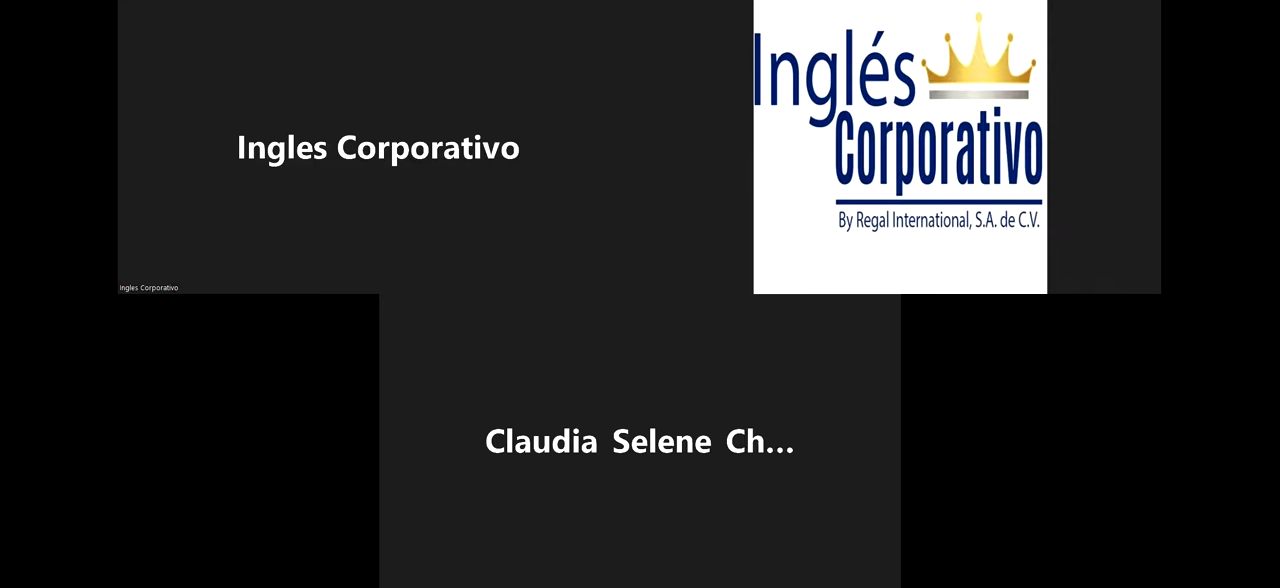 Ingles Corporativo
Inglés
Corporativo
By Regal International, S.A. de C.V.
Ingles Corporativo
Claudia Selene Ch...